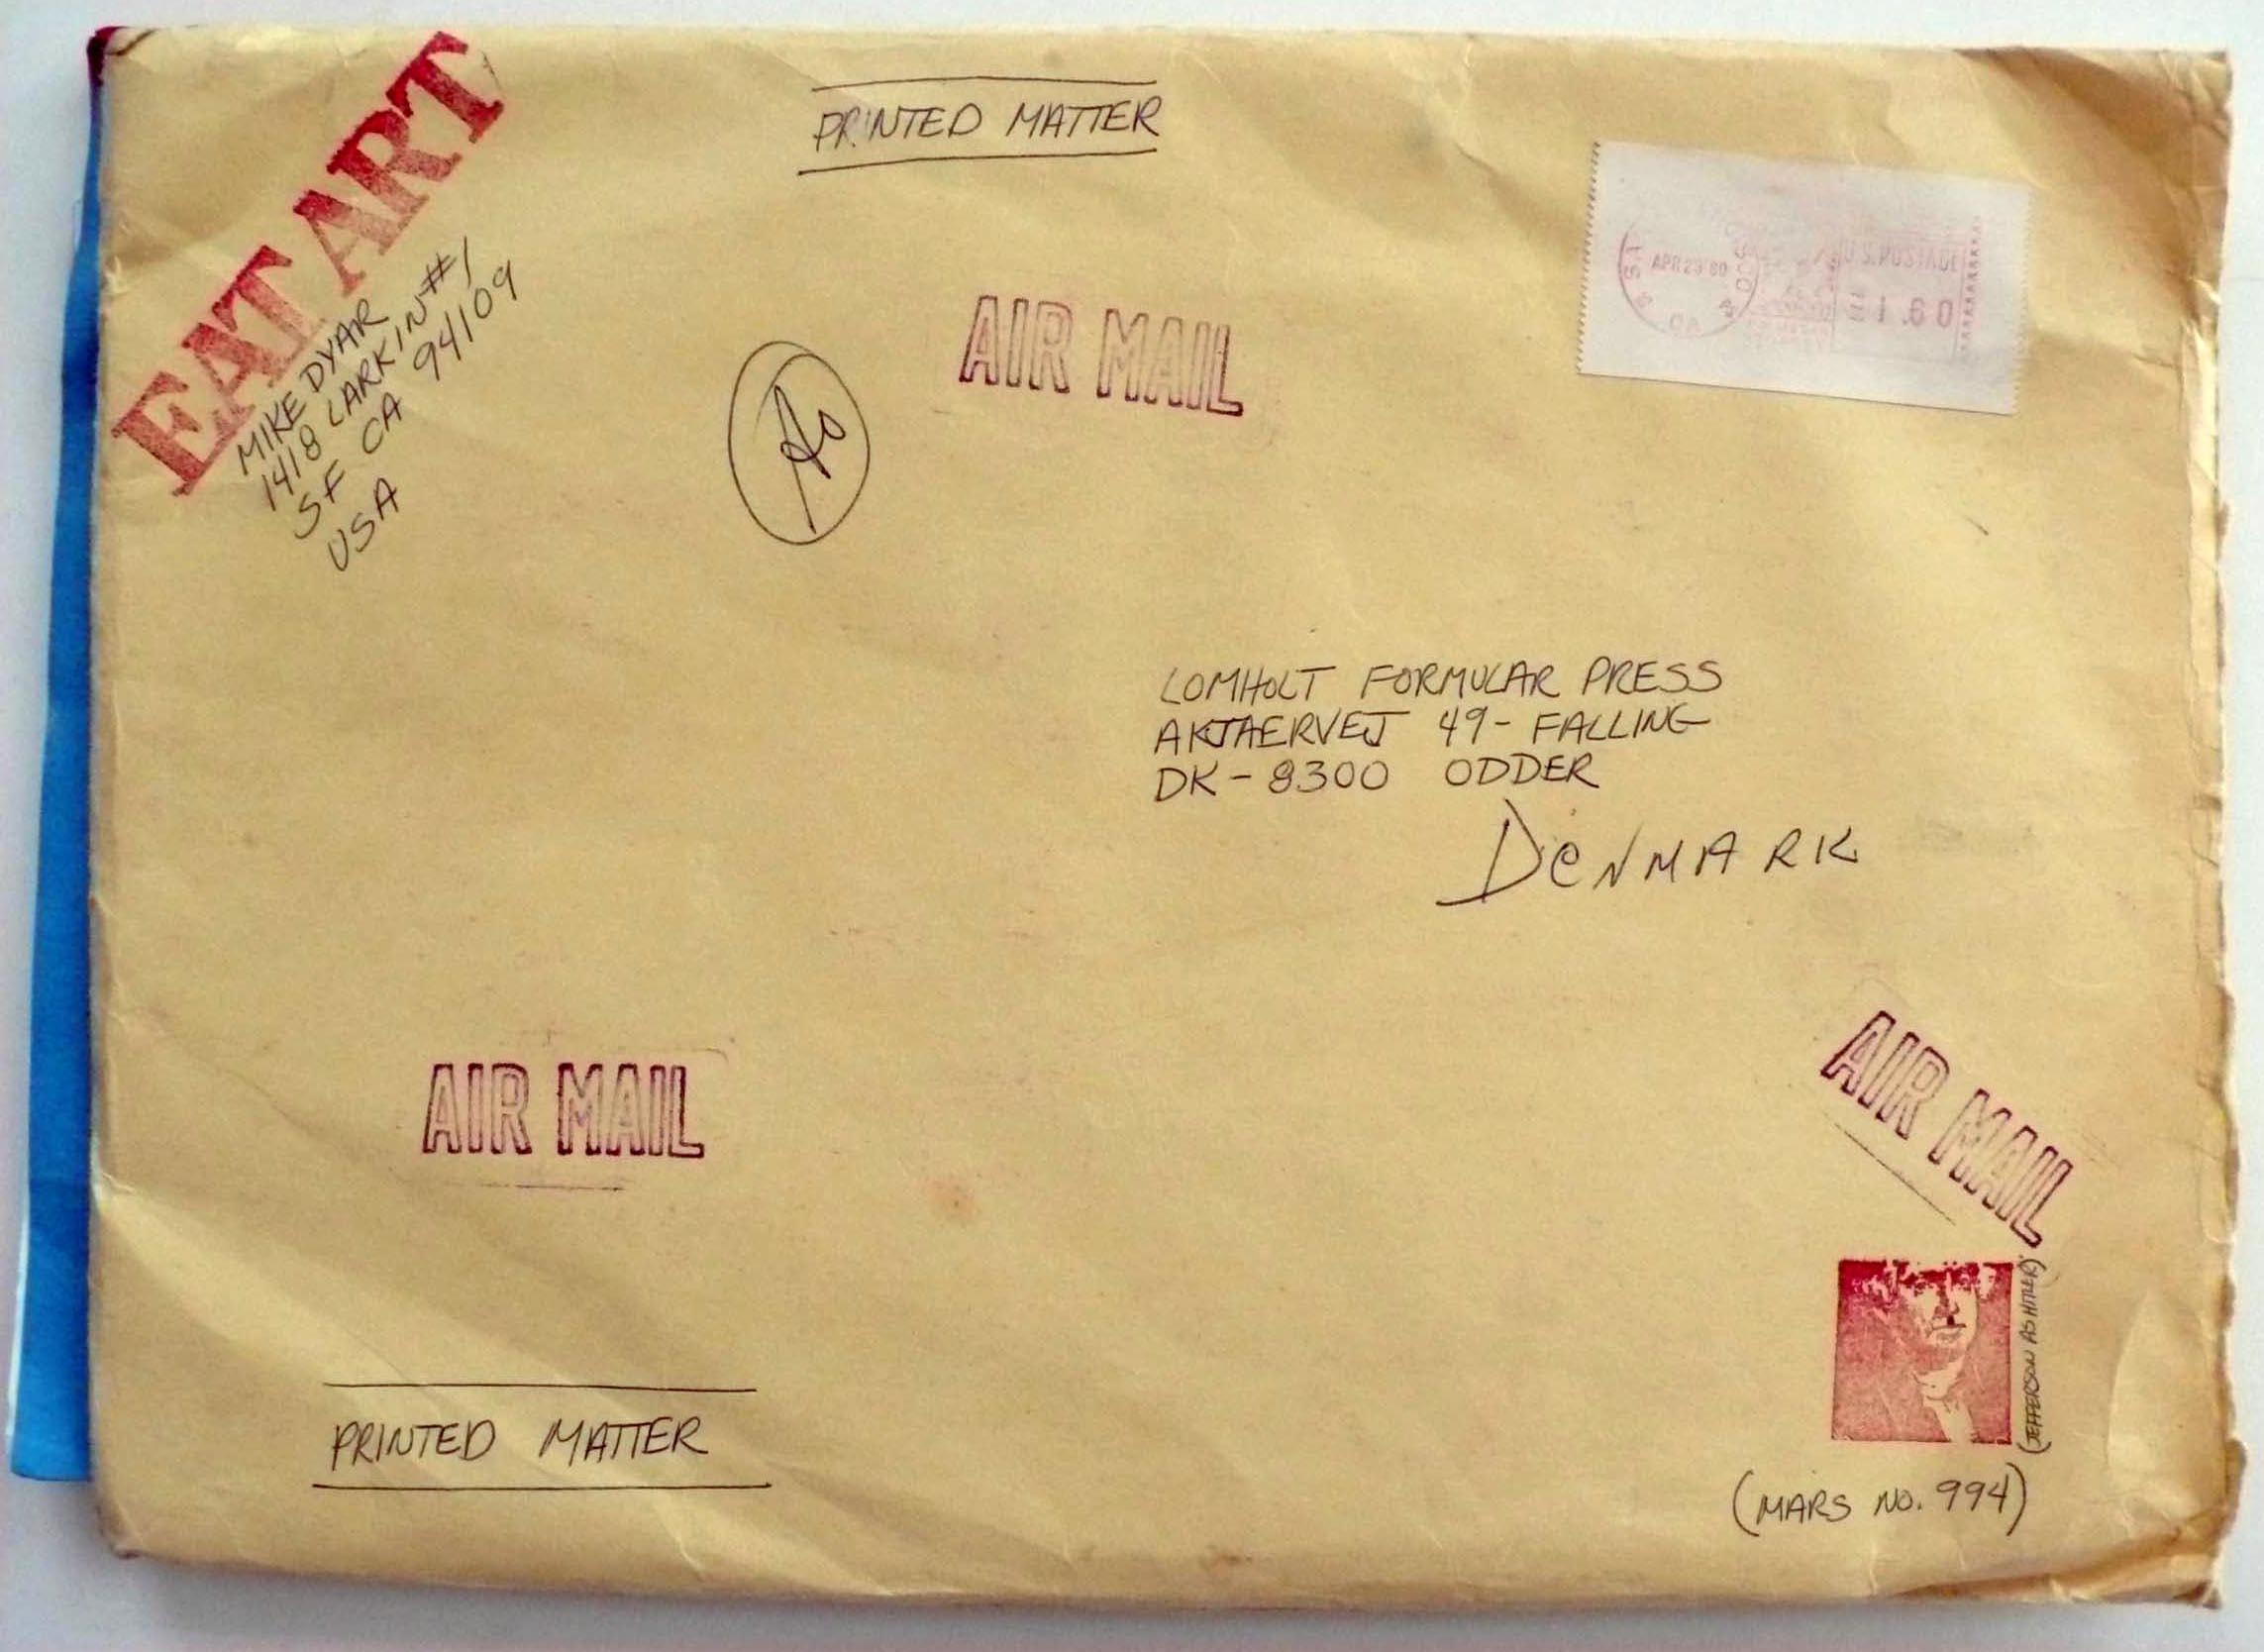 EAT ART
MIKE DYAR
1418 LARKIN #1
SF CA 94109
USA
PRINTED MATTER
APR 23 80
CA
U.S. POSTAGE
1.60
AIR MAIL
LOMHOLT FORMULAR PRESS
AKJAERVEJ 49 - FALLING
DK - 8300 ODDER
DENMARK
AIR MAIL
AIR MAIL
(JEFFERSON AS HITLER)
(MARS NO. 994)
PRINTED MATTER